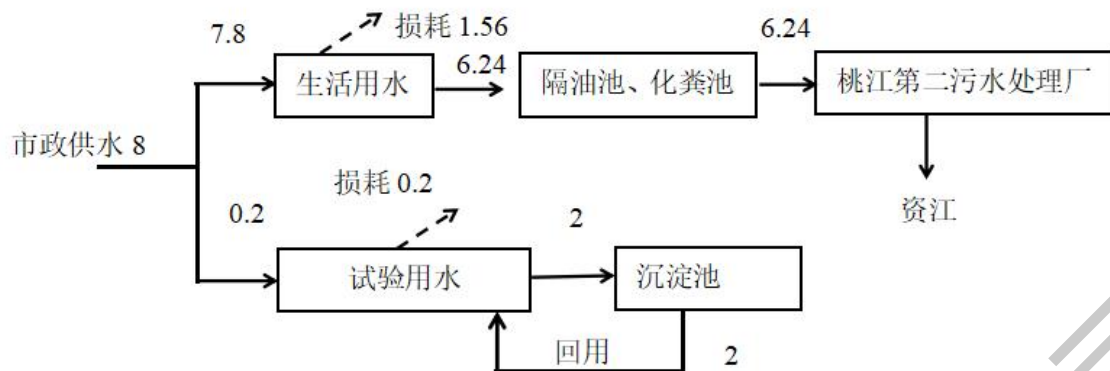 7.8
损耗 1.56
6.24
6.24
生活用水
隔油池、化粪池
桃江第二污水处理厂
市政供水 8
资江
损耗 0.2
0.2
2
试验用水
沉淀池
回用
2